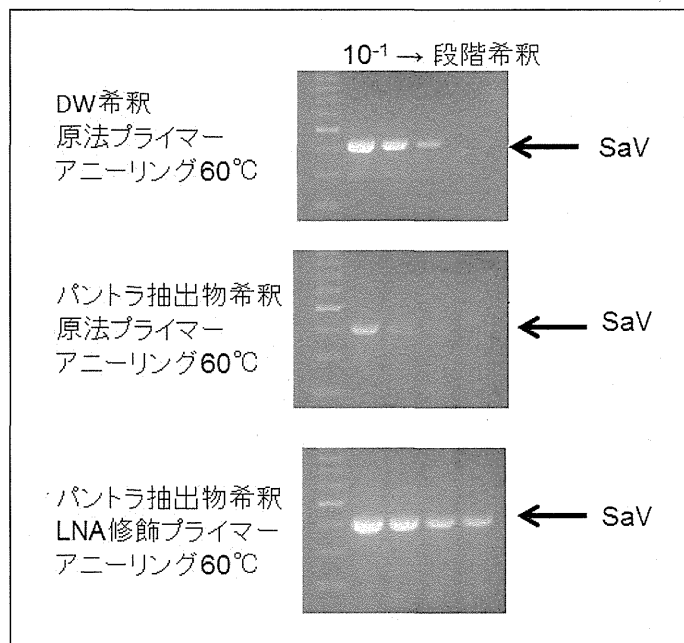 10⁻¹ → 段階希釈
DW希釈
原法プライマー
アニーリング60℃
SaV
パントラ抽出物希釈
原法プライマー
アニーリング60℃
SaV
パントラ抽出物希釈
LNA修飾プライマー
アニーリング60℃
SaV